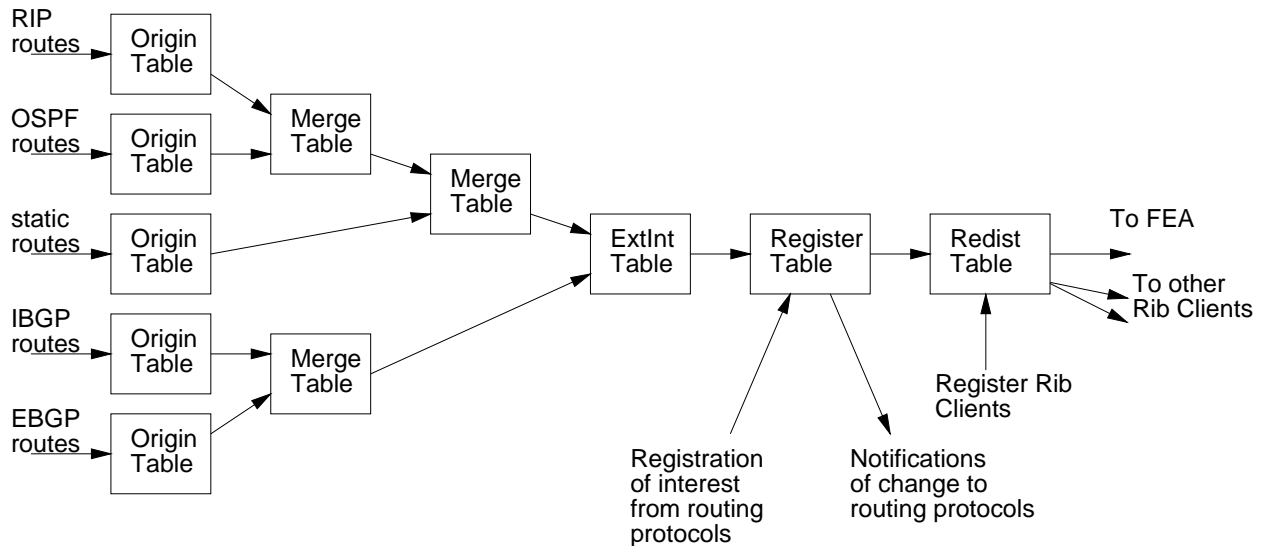 RIP
routes
Origin
Table
OSPF
routes
Origin
Table
Merge
Table
static
routes
Origin
Table
Merge
Table
IBGP
routes
Origin
Table
Merge
Table
EBGP
routes
Origin
Table
ExtInt
Table
Register
Table
Redist
Table
To FEA
To other
Rib Clients
Register Rib
Clients
Registration
of interest
from routing
protocols
Notifications
of change to
routing protocols